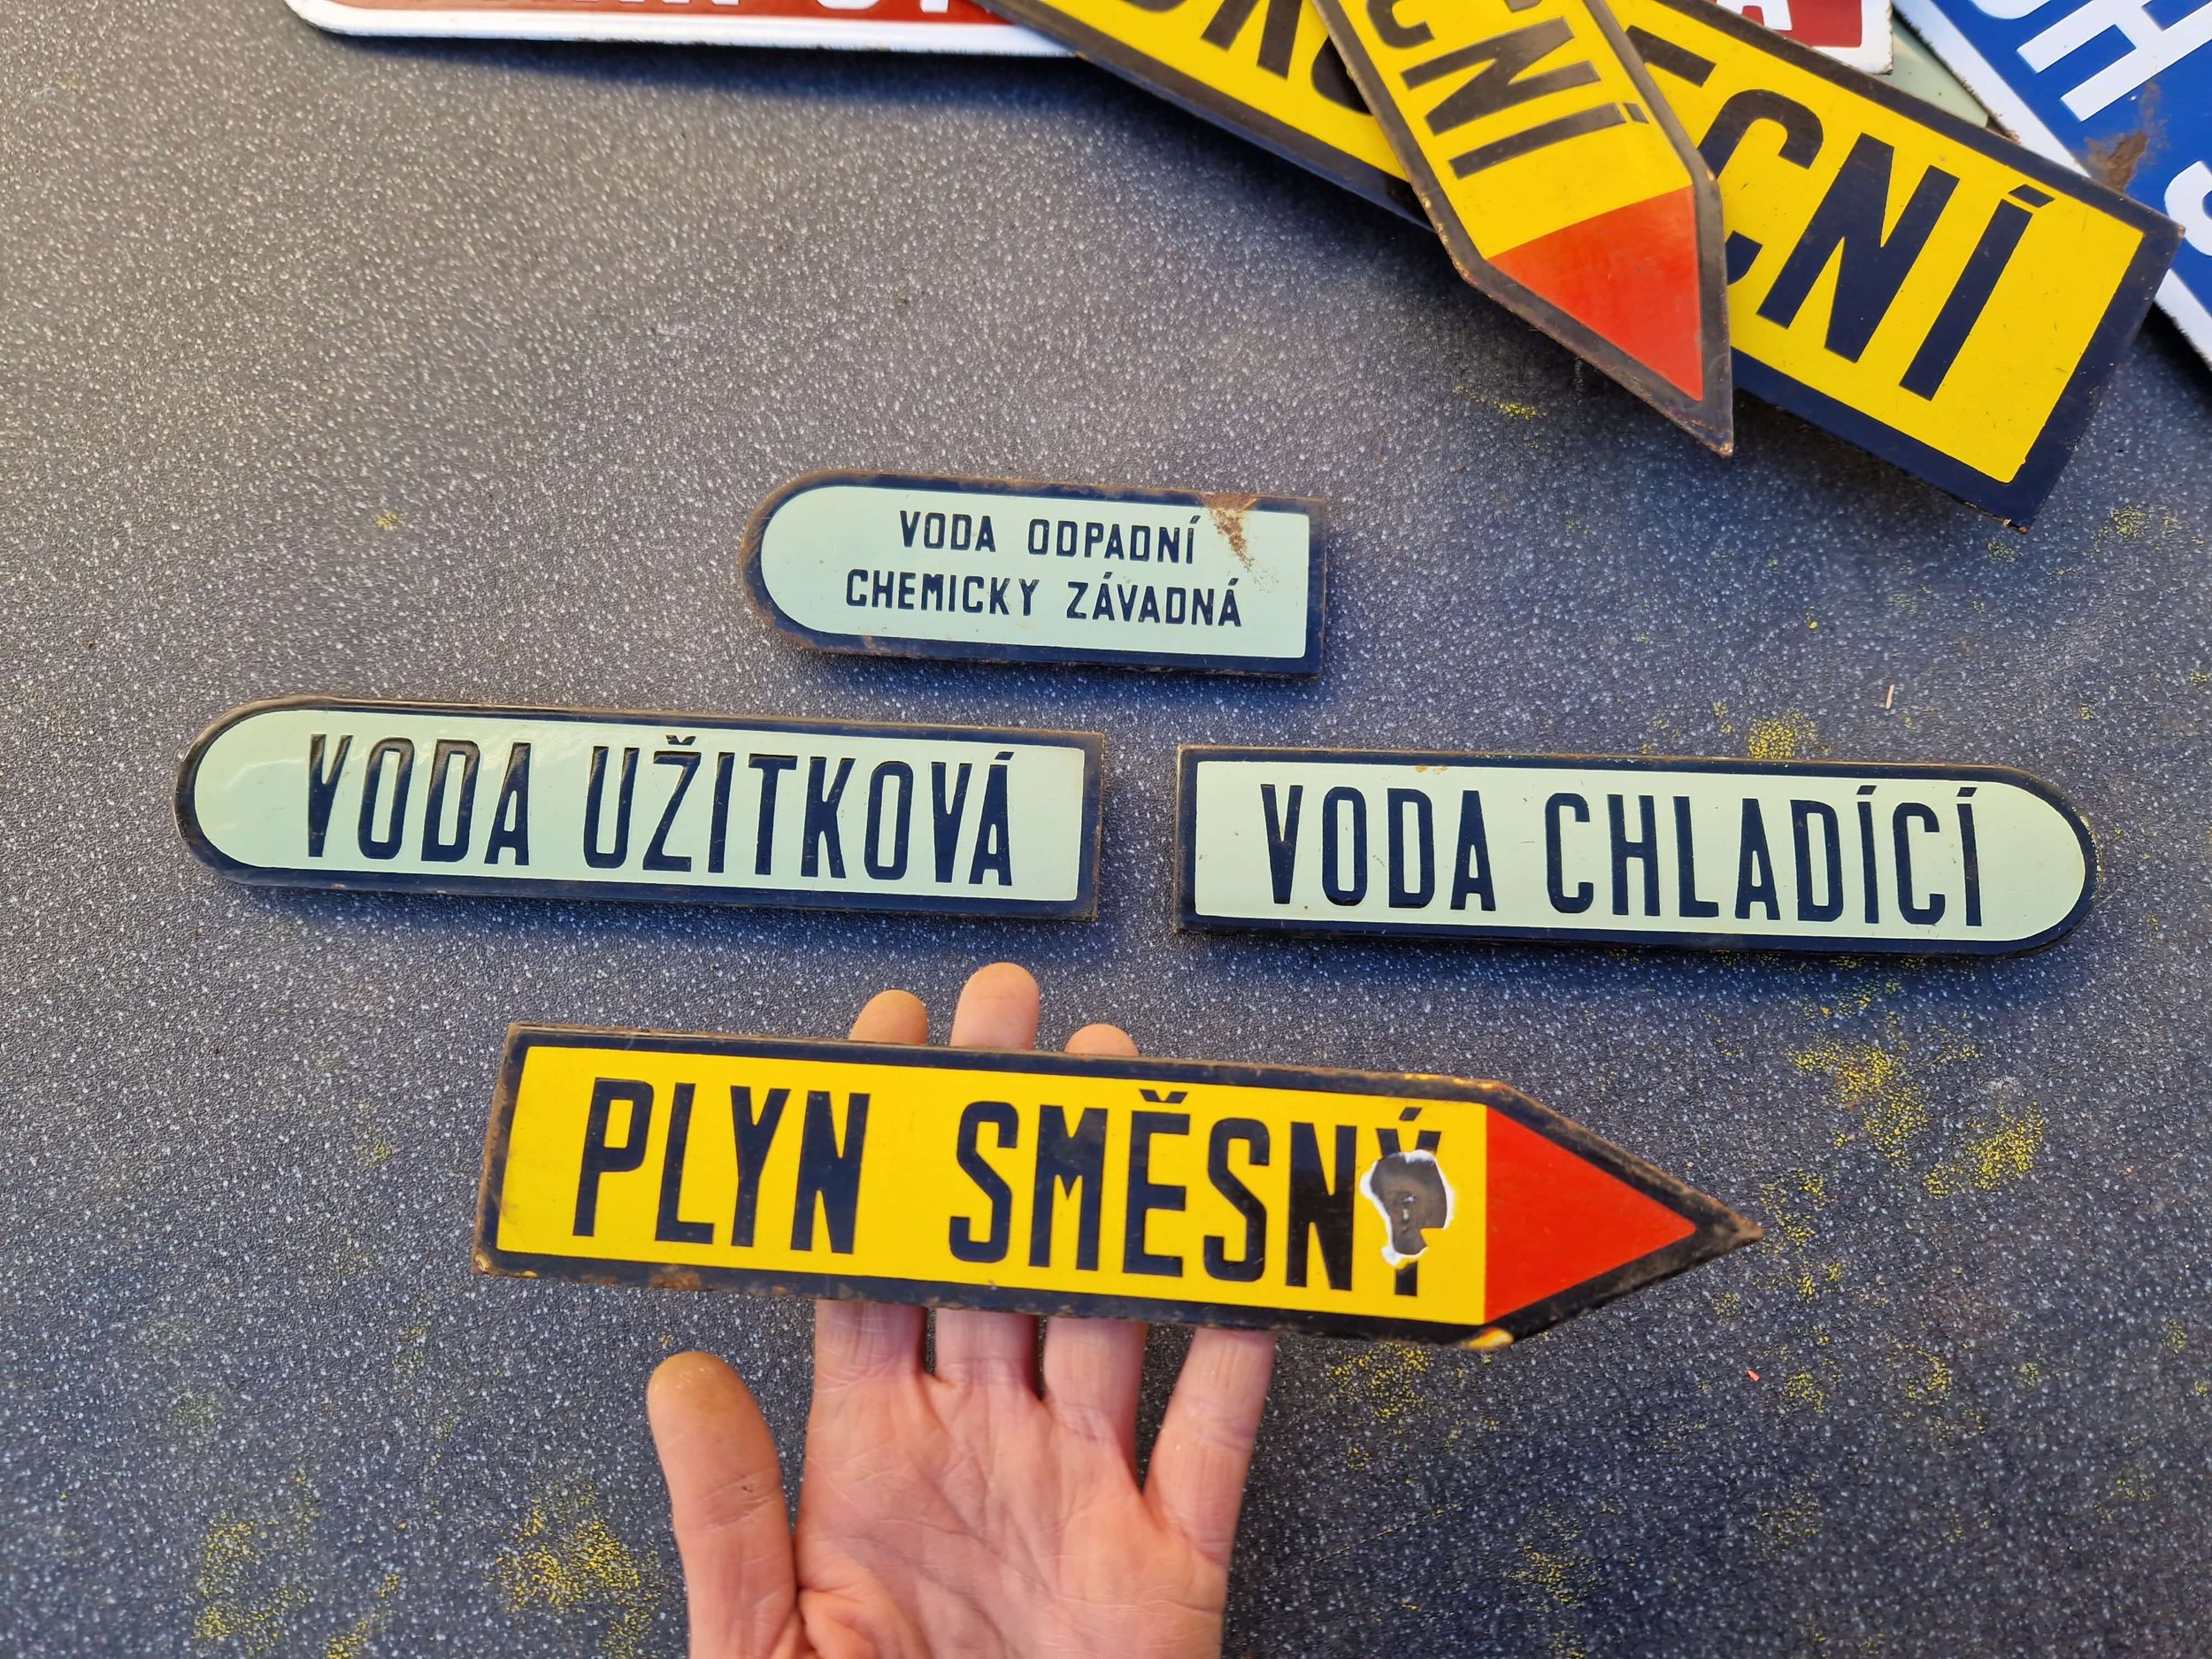 VODA ODPADNÍ
CHEMICKY ZÁVADNÁ
VODA UŽITKOVÁ
VODA CHLADÍCÍ
PLYN SMĚSNÝ